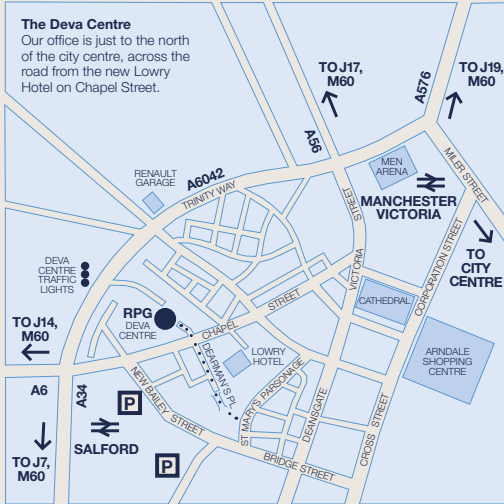 The Deva Centre
Our office is just to the north
of the city centre, across the
road from the new Lowry
Hotel on Chapel Street.
TO J17,
M60
TO J19,
M60
A576
A56
MEN
ARENA
MILER STREET
RENAULT
GARAGE
A6042
TRINITY WAY
MANCHESTER
VICTORIA
VICTORIA STREET
CORPORATION STREET
TO
CITY
CENTRE
DEVA
CENTRE
TRAFFIC
LIGHTS
RPG
DEVA
CENTRE
CHAPEL STREET
CATHEDRAL
TO J14,
M60
DEARMAN'S PL.
LOWRY
HOTEL
ARNDALE
SHOPPING
CENTRE
A6
A34
P
NEW BAILEY STREET
ST MARY'S PARSONAGE
DEANSGATE
CROSS STREET
SALFORD
TO J7,
M60
P
BRIDGE STREET